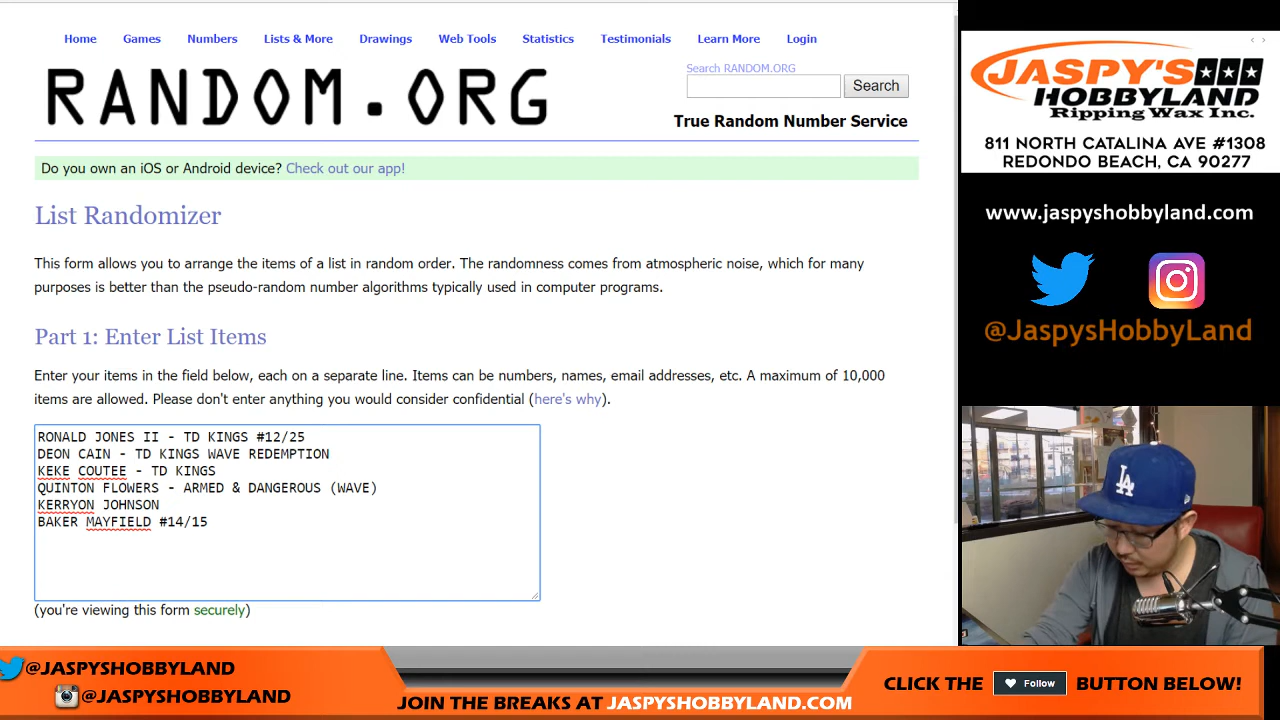 Home Games Numbers Lists & More Drawings Web Tools Statistics Testimonials Learn More Login
RANDOM.ORG
Search RANDOM.ORG
Search
True Random Number Service
Do you own an iOS or Android device? Check out our app!
List Randomizer
This form allows you to arrange the items of a list in random order. The randomness comes from atmospheric noise, which for many
purposes is better than the pseudo-random number algorithms typically used in computer programs.
Part 1: Enter List Items
Enter your items in the field below, each on a separate line. Items can be numbers, names, email addresses, etc. A maximum of 10,000
items are allowed. Please don't enter anything you would consider confidential (here's why).
RONALD JONES II - TD KINGS #12/25
DEON CAIN - TD KINGS WAVE REDEMPTION
KEKE COUTEE - TD KINGS
QUINTON FLOWERS - ARMED & DANGEROUS (WAVE)
KERRYON JOHNSON
BAKER MAYFIELD #14/15
(you're viewing this form securely)
JASPY'S
HOBBYLAND
Ripping Wax Inc.
811 NORTH CATALINA AVE #1308
REDONDO BEACH, CA 90277
www.jaspyshobbyland.com
@JaspysHobbyLand
LA
@JASPYSHOBBYLAND
@JASPYSHOBBYLAND
JOIN THE BREAKS AT JASPYSHOBBYLAND.COM
CLICK THE Follow BUTTON BELOW!